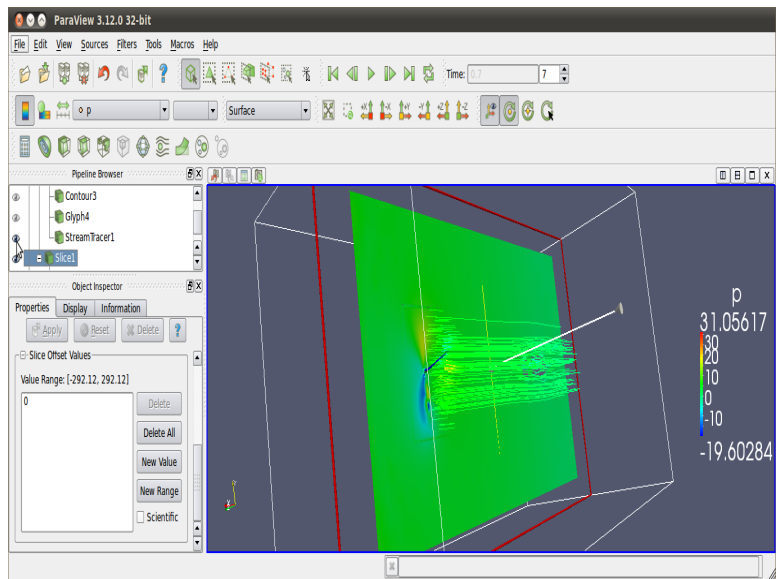 ParaView 3.12.0 32-bit
File Edit View Sources Filters Tools Macros Help
Time: 0.7 7
p Surface +X -X +Y -Y +Z -Z
Pipeline Browser
Contour3
Glyph4
StreamTracer1
Slice1
Object Inspector
Properties Display Information
Apply Reset Delete ?
Slice Offset Values
Value Range: [-292.12, 292.12]
0
Delete
Delete All
New Value
New Range
Scientific
p
31.05617
30
20
10
0
-10
-19.60284